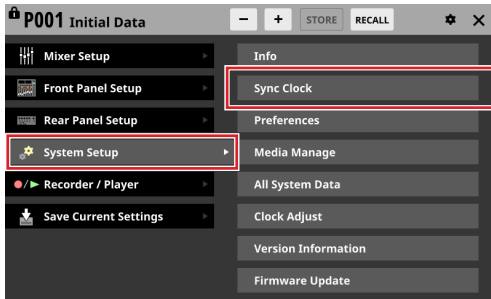 P001 Initial Data
- + STORE RECALL
Mixer Setup
Front Panel Setup
Rear Panel Setup
System Setup
Recorder / Player
Save Current Settings
Info
Sync Clock
Preferences
Media Manage
All System Data
Clock Adjust
Version Information
Firmware Update